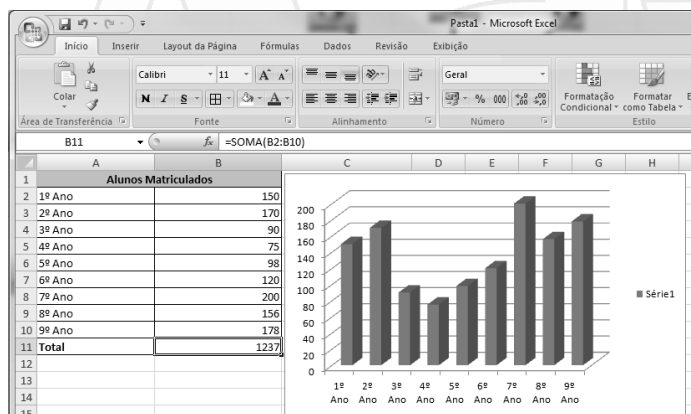 Pasta1 - Microsoft Excel
Início Inserir Layout da Página Fórmulas Dados Revisão Exibição
Calibri 11 A A Geral
Colar N I S A % 000 ,00 Formatação Condicional como Tabela Formatar
Área de Transferência Fonte Alinhamento Número Estilo
B11 fx =SOMA(B2:B10)
A B C D E F G H
1 Alunos Matriculados
2 1º Ano 150
3 2º Ano 170
4 3º Ano 90
5 4º Ano 75
6 5º Ano 98
7 6º Ano 120
8 7º Ano 200
9 8º Ano 156
10 9º Ano 178
11 Total 1237
12
13
14
15
200
180
160
140
120
100
80
60
40
20
0
1º Ano 2º Ano 3º Ano 4º Ano 5º Ano 6º Ano 7º Ano 8º Ano 9º Ano
Série1